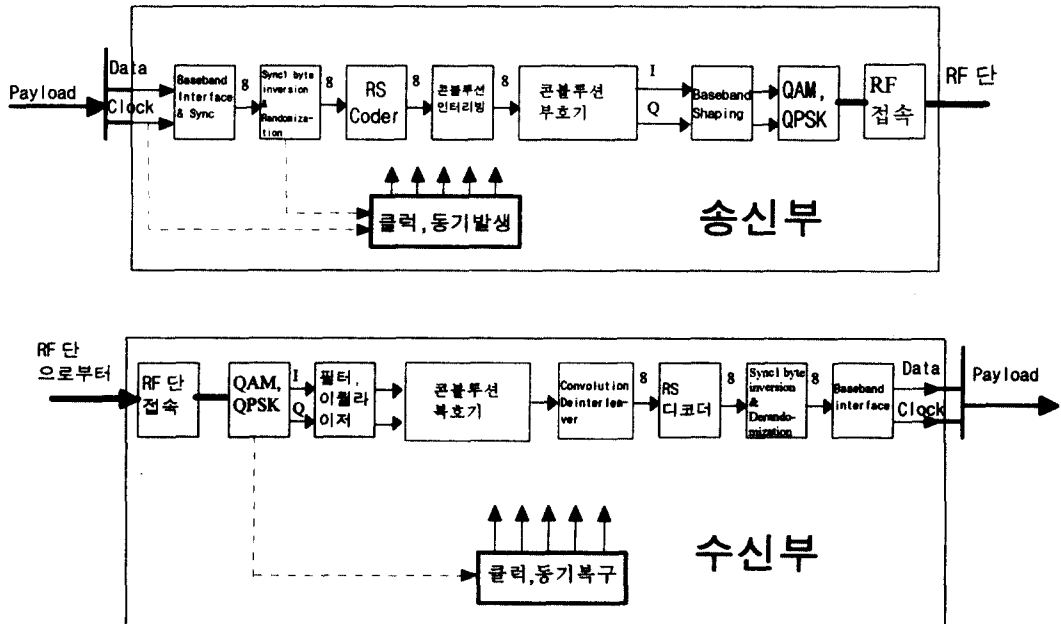 Payload
Data
Clock
Baseband
Interface
& Sync
8
Sync1 byte
inversion
&
Randomiza-
tion
8
RS
Coder
8
콘볼루션
인터리빙
8
콘볼루션
부호기
I
Q
Baseband
Shaping
QAM,
QPSK
RF
접속
RF 단
클럭,동기발생
송신부
RF 단
으로부터
RF 단
접속
QAM,
QPSK
I
Q
필터,
이퀄라
이저
콘볼루션
복호기
Convolution
Deinterlea-
ver
8
RS
디코더
8
Sync1 byte
inversion
&
Derando-
mization
8
Baseband
interface
Data
Clock
Payload
클럭,동기복구
수신부